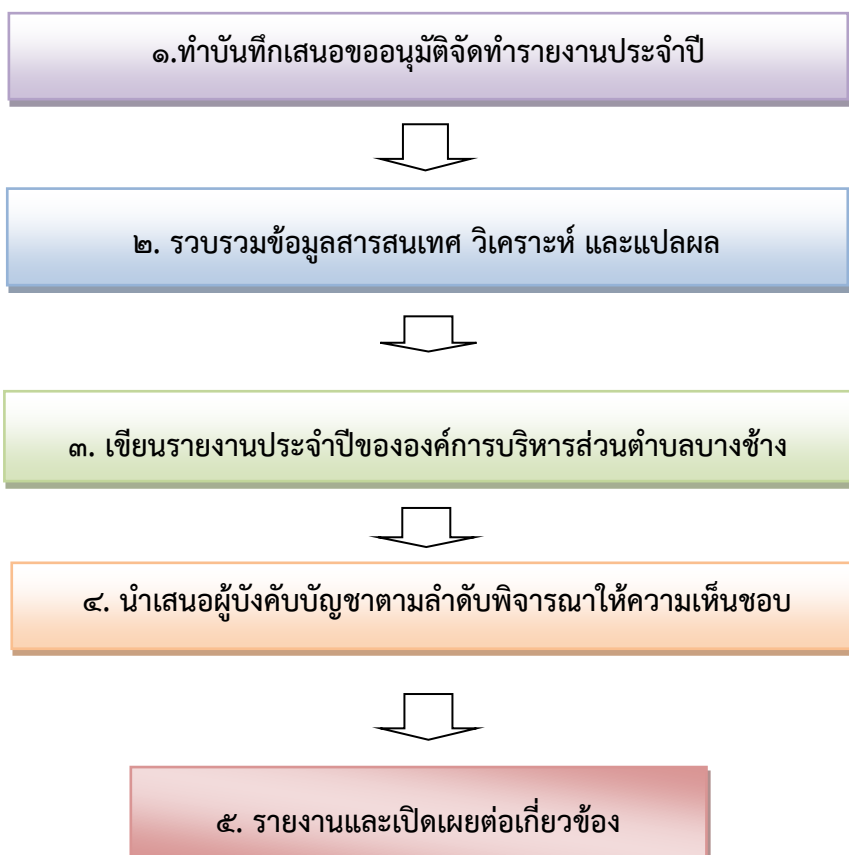 ๑.ทำบันทึกเสนอขออนุมัติจัดทำรายงานประจำปี
๒. รวบรวมข้อมูลสารสนเทศ วิเคราะห์ และแปลผล
๓. เขียนรายงานประจำปีขององค์การบริหารส่วนตำบลบางช้าง
๔. นำเสนอผู้บังคับบัญชาตามลำดับพิจารณาให้ความเห็นชอบ
๕. รายงานและเปิดเผยต่อเกี่ยวข้อง